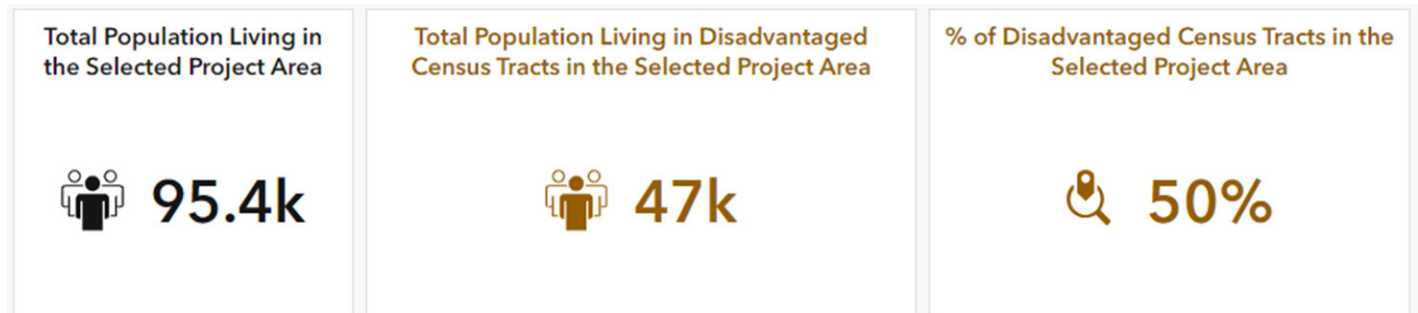 Total Population Living in
the Selected Project Area
95.4k
Total Population Living in Disadvantaged
Census Tracts in the Selected Project Area
47k
% of Disadvantaged Census Tracts in the
Selected Project Area
50%